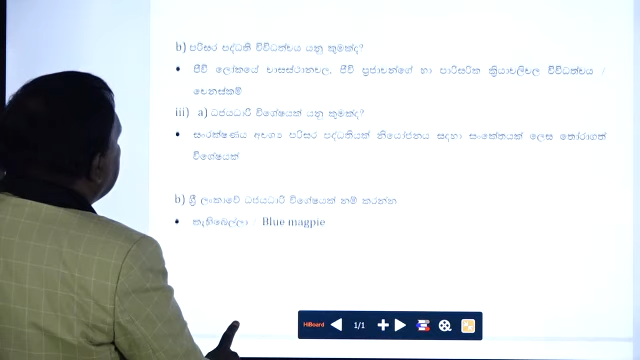 b) පරිසර පද්ධති විවිධත්වය යනු කුමක්ද?
• ජීවී ලෝකයේ වාසස්ථානවල, ජීවී ප්‍රජාවන්ගේ හා පාරිසරික ක්‍රියාවලිවල විවිධත්වය /
වෙනස්කම්
iii) a) ධජයධාරී විශේෂයක් යනු කුමක්ද?
• සංරක්ෂණය අවශ්‍ය පරිසර පද්ධතියක් නියෝජනය සඳහා සංකේතයක් ලෙස තෝරාගත්
විශේෂයක්
b) ශ්‍රී ලංකාවේ ධජයධාරී විශේෂයක් නම් කරන්න
• කැහිබෙල්ලා / Blue magpie
HiBoard 1/1